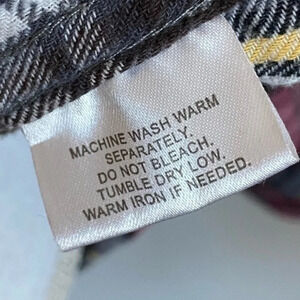 MACHINE WASH WARM
SEPARATELY.
DO NOT BLEACH.
TUMBLE DRY LOW.
WARM IRON IF NEEDED.